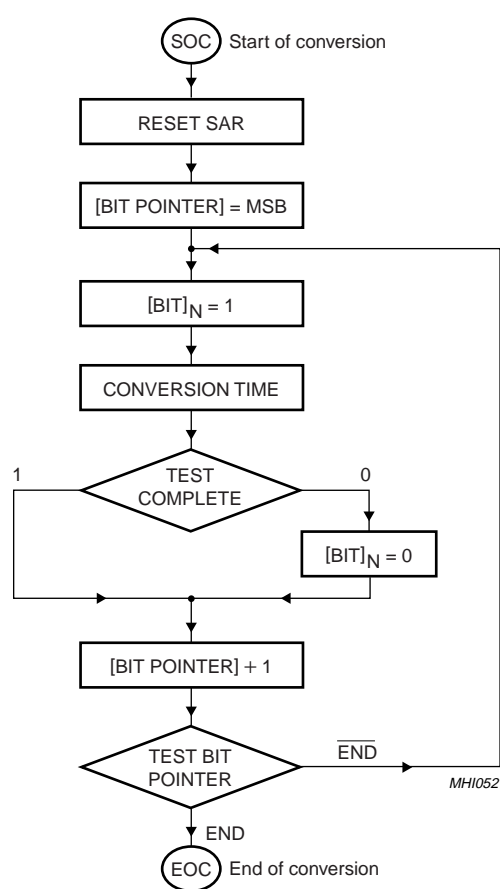 SOC Start of conversion
RESET SAR
[BIT POINTER] = MSB
[BIT]N = 1
CONVERSION TIME
1
TEST
COMPLETE
0
[BIT]N = 0
[BIT POINTER] + 1
TEST BIT
POINTER
END
MHI052
END
EOC End of conversion